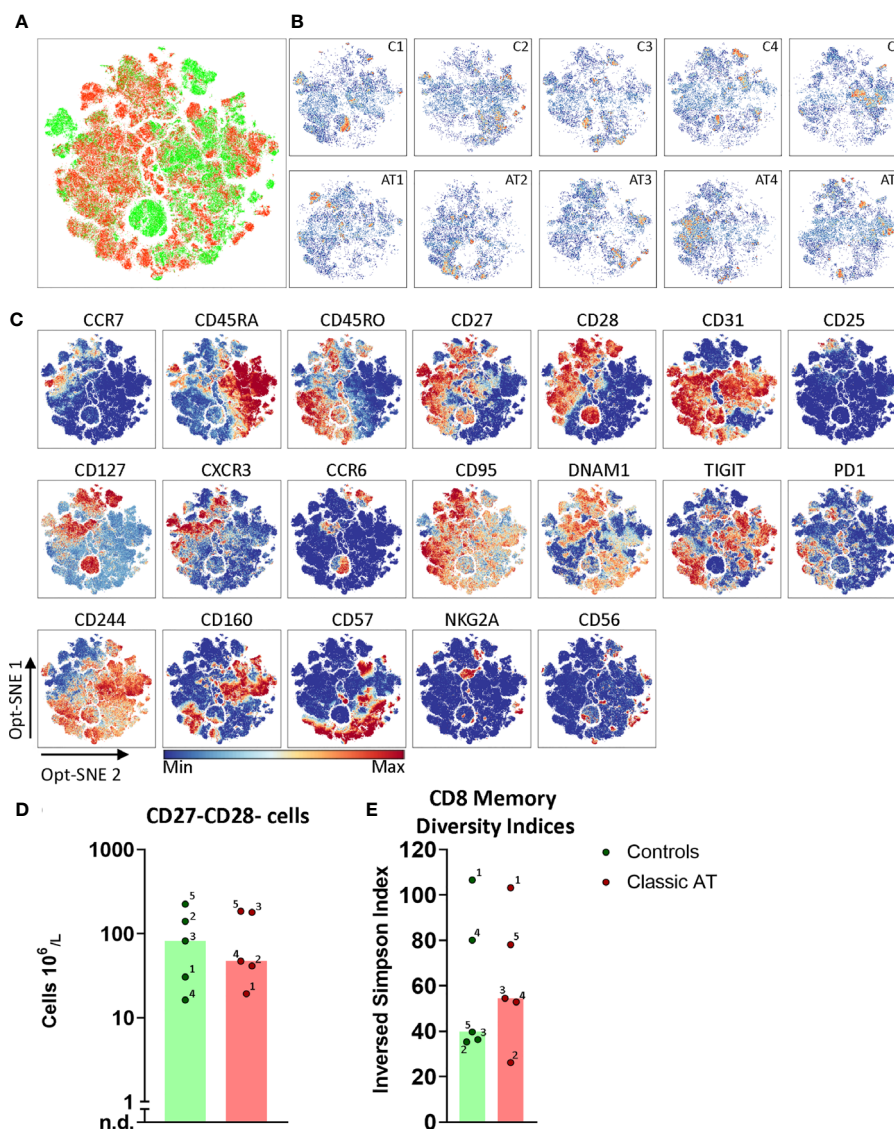 A
B
C1
C2
C3
C4
C
AT1
AT2
AT3
AT4
AT
C
CCR7
CD45RA
CD45RO
CD27
CD28
CD31
CD25
CD127
CXCR3
CCR6
CD95
DNAM1
TIGIT
PD1
CD244
CD160
CD57
NKG2A
CD56
Opt-SNE 1
Opt-SNE 2
Min
Max
D
CD27-CD28- cells
Cells 10⁶/L
1000
100
10
1
n.d.
5
2
3
1
4
5
3
4
2
1
E
CD8 Memory
Diversity Indices
Inversed Simpson Index
120
100
80
60
40
20
0
1
4
5
3
2
1
5
3
4
2
Controls
Classic AT